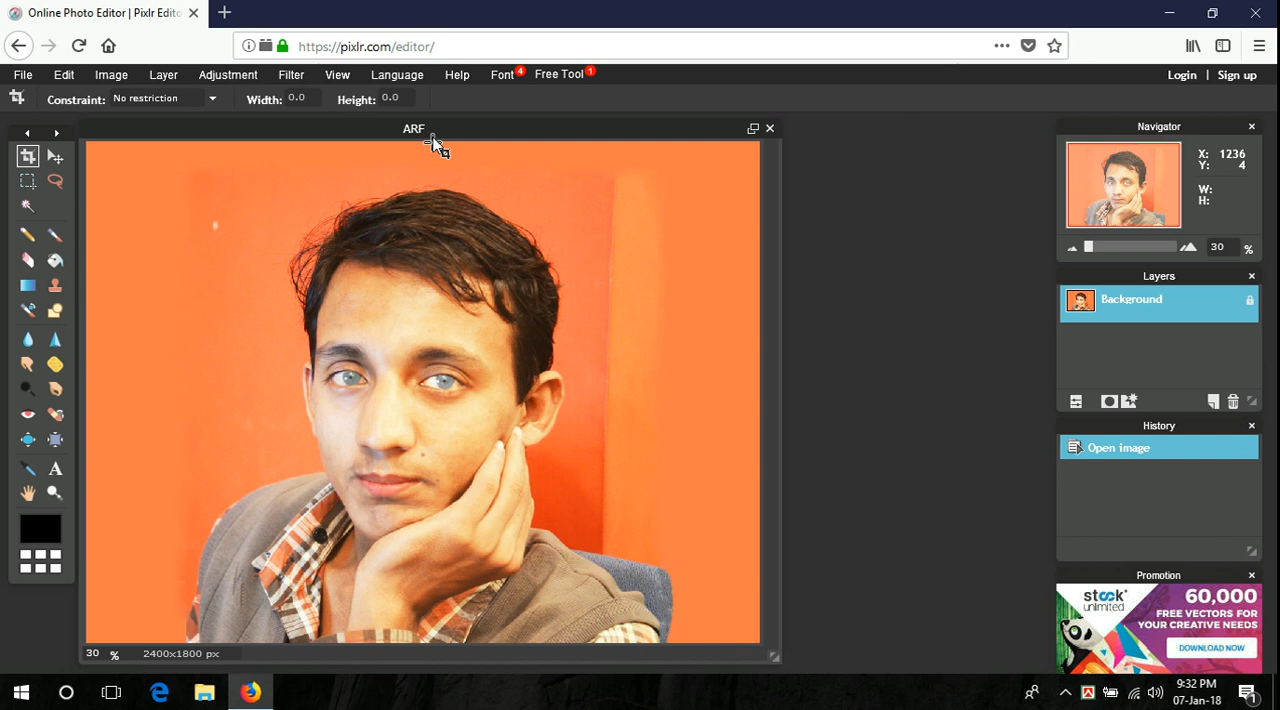 Online Photo Editor | Pixlr Edito
https://pixlr.com/editor/
File Edit Image Layer Adjustment Filter View Language Help Font 4 Free Tool 1 Login | Sign up
Constraint: No restriction Width: 0.0 Height: 0.0
ARF
Navigator
X: 1236
Y: 4
W:
H:
30 %
Layers
Background
History
Open image
Promotion
stock unlimited
60,000
FREE VECTORS FOR
YOUR CREATIVE NEEDS
DOWNLOAD NOW
A
30 % 2400x1800 px
9:32 PM
07-Jan-18
1